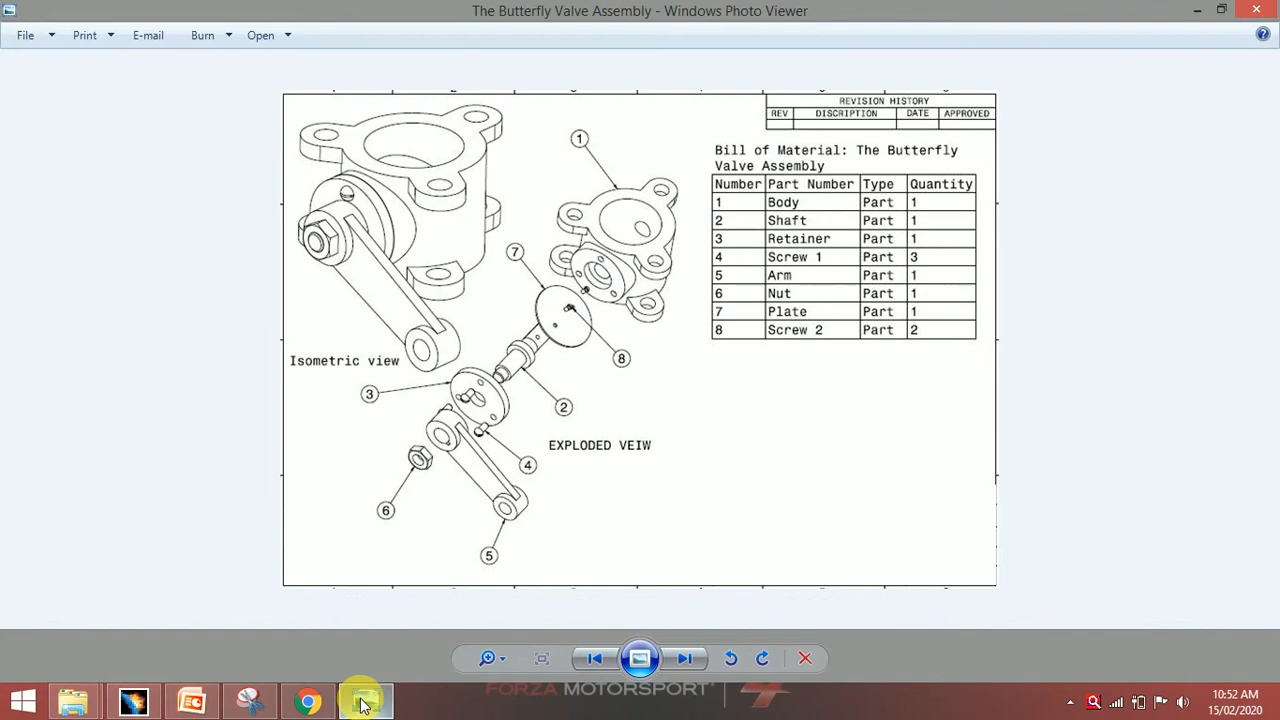 The Butterfly Valve Assembly - Windows Photo Viewer
File Print E-mail Burn Open
REVISION HISTORY
REV DISCRIPTION DATE APPROVED
Bill of Material: The Butterfly
Valve Assembly
Number Part Number Type Quantity
1 Body Part 1
2 Shaft Part 1
3 Retainer Part 1
4 Screw 1 Part 3
5 Arm Part 1
6 Nut Part 1
7 Plate Part 1
8 Screw 2 Part 2
1
7
8
Isometric view
3
2
EXPLODED VEIW
4
6
5
FORZA MOTORSPORT
10:52 AM
15/02/2020